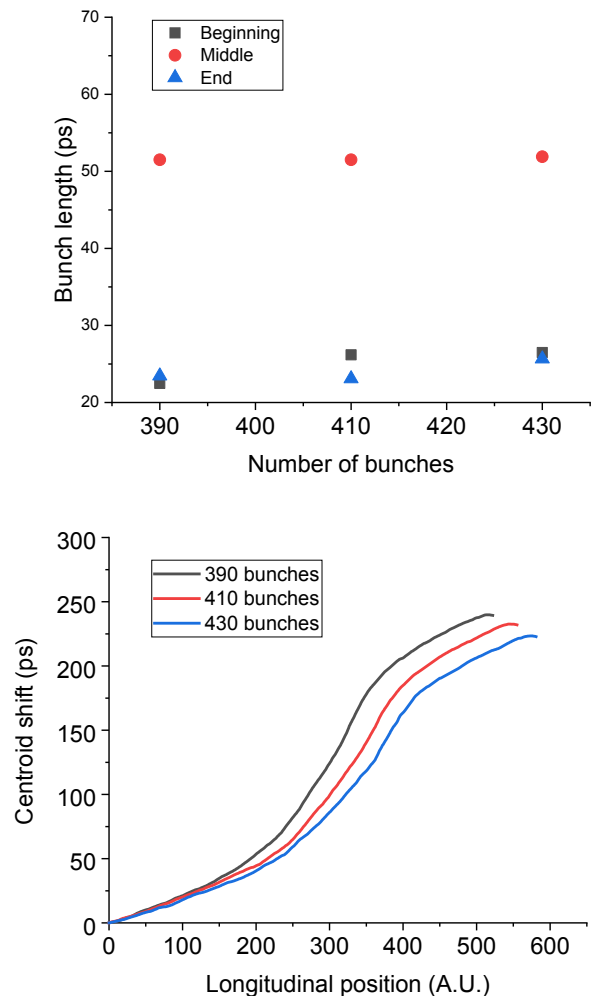 70
60
50
40
30
20
Bunch length (ps)
Beginning
Middle
End
390 400 410 420 430
Number of bunches
300
250
200
150
100
50
0
Centroid shift (ps)
390 bunches
410 bunches
430 bunches
0 100 200 300 400 500 600
Longitudinal position (A.U.)